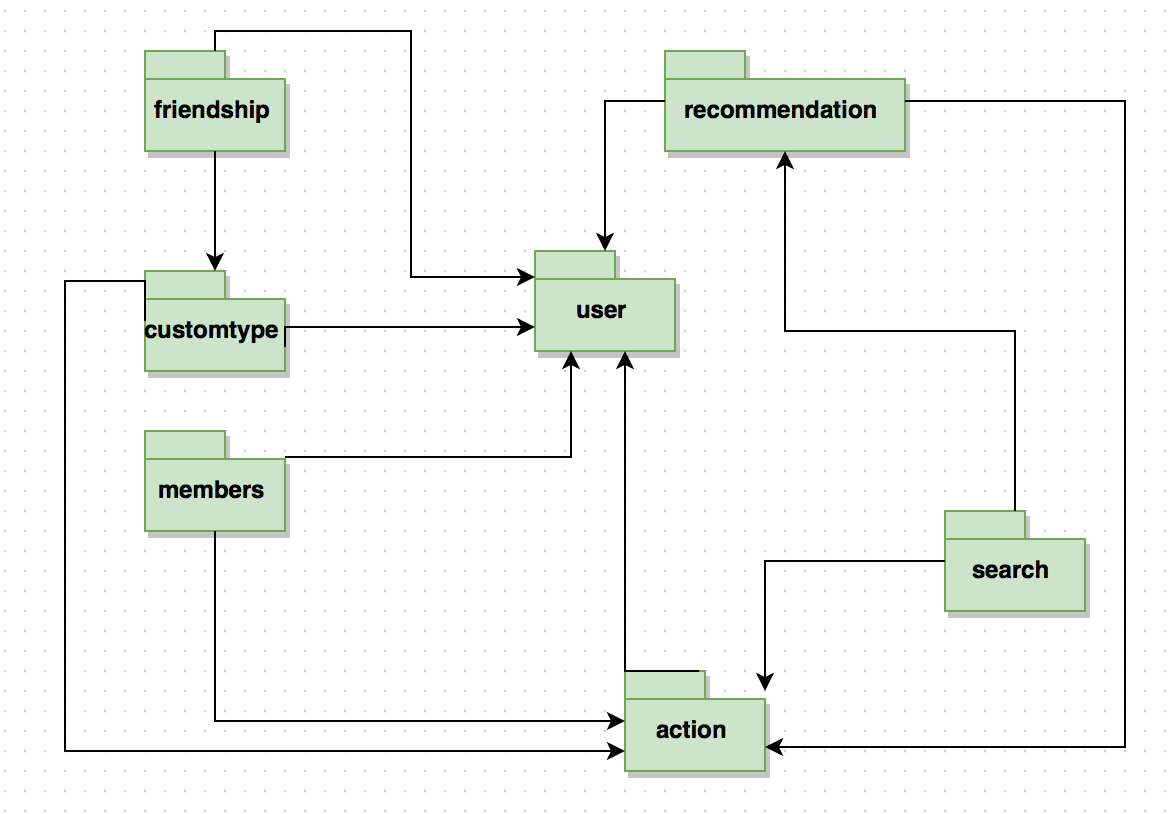 friendship
recommendation
user
customtype
members
search
action